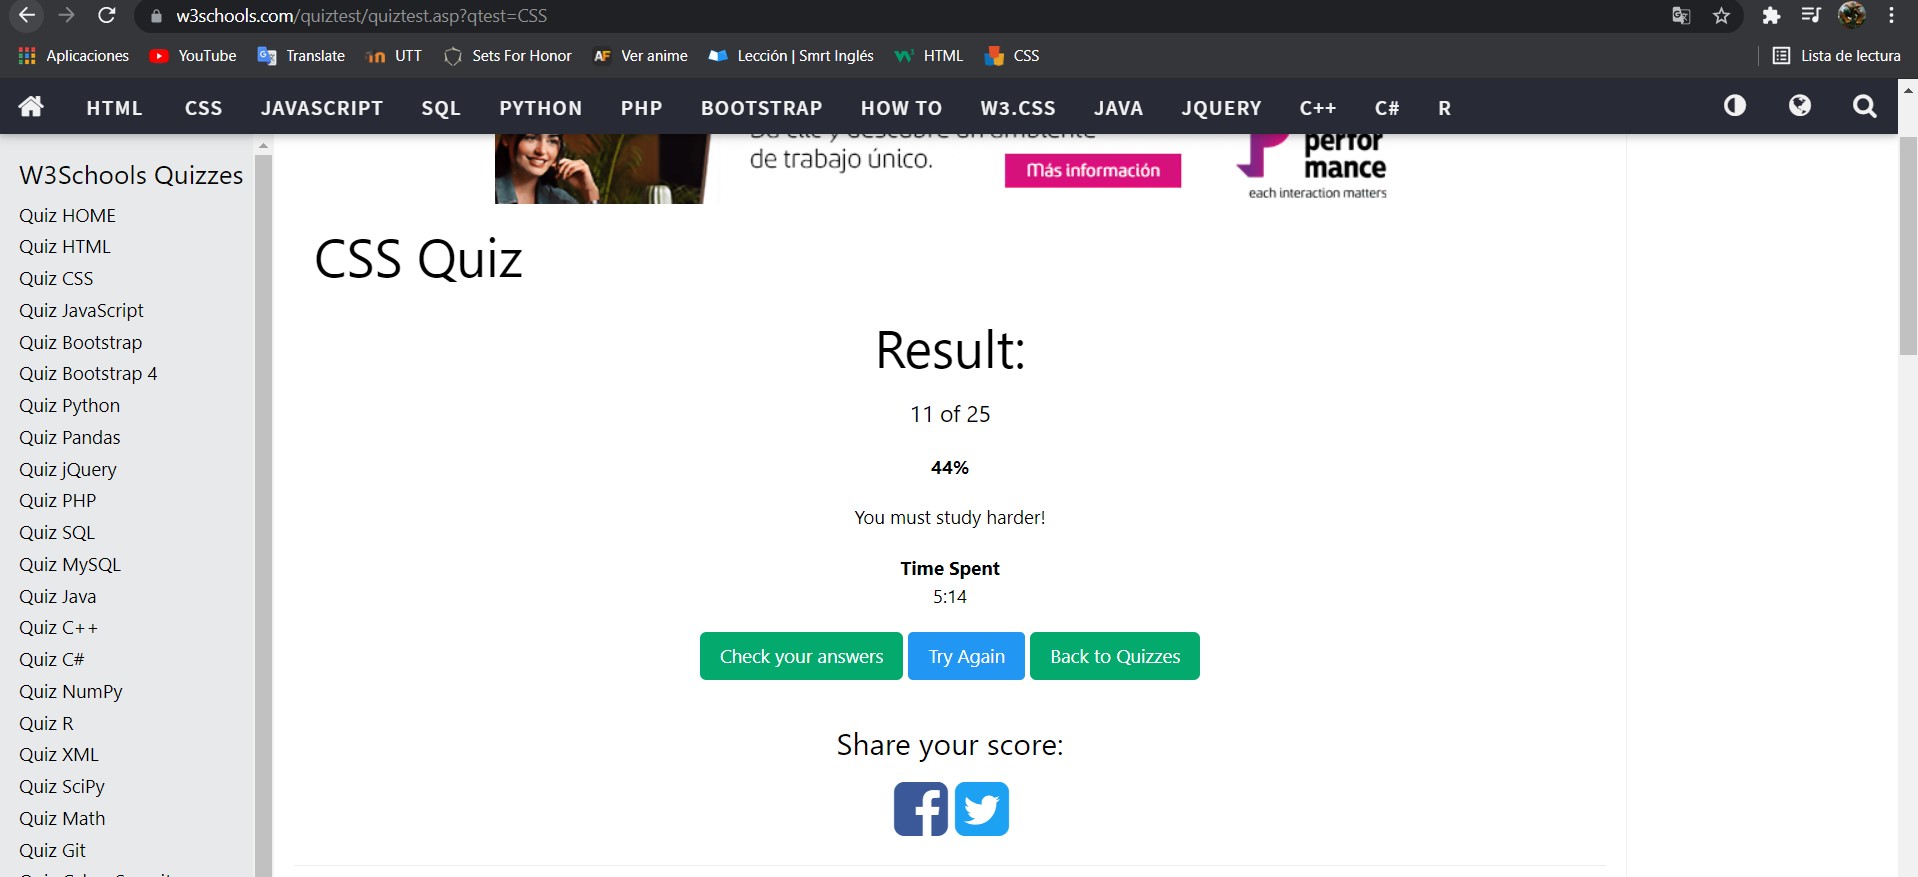 w3schools.com/quiztest/quiztest.asp?qtest=CSS
Aplicaciones YouTube Translate UTT Sets For Honor AF Ver anime Lección | Smrt Inglés HTML CSS Lista de lectura
HTML CSS JAVASCRIPT SQL PYTHON PHP BOOTSTRAP HOW TO W3.CSS JAVA JQUERY C++ C# R
W3Schools Quizzes
Quiz HOME
Quiz HTML
Quiz CSS
Quiz JavaScript
Quiz Bootstrap
Quiz Bootstrap 4
Quiz Python
Quiz Pandas
Quiz jQuery
Quiz PHP
Quiz SQL
Quiz MySQL
Quiz Java
Quiz C++
Quiz C#
Quiz NumPy
Quiz R
Quiz XML
Quiz SciPy
Quiz Math
Quiz Git
de trabajo único.
Más información
perfor
mance
each interaction matters
CSS Quiz
Result:
11 of 25
44%
You must study harder!
Time Spent
5:14
Check your answers Try Again Back to Quizzes
Share your score: